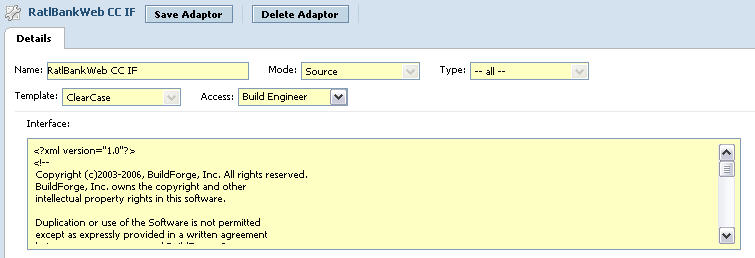 RatlBankWeb CC IF Save Adaptor Delete Adaptor
Details
Name: RatlBankWeb CC IF Mode: Source Type: -- all --
Template: ClearCase Access: Build Engineer
Interface:
<?xml version="1.0"?>
<!--
Copyright (c)2003-2006, BuildForge, Inc. All rights reserved.
BuildForge, Inc. owns the copyright and other
intellectual property rights in this software.
Duplication or use of the Software is not permitted
except as expressly provided in a written agreement